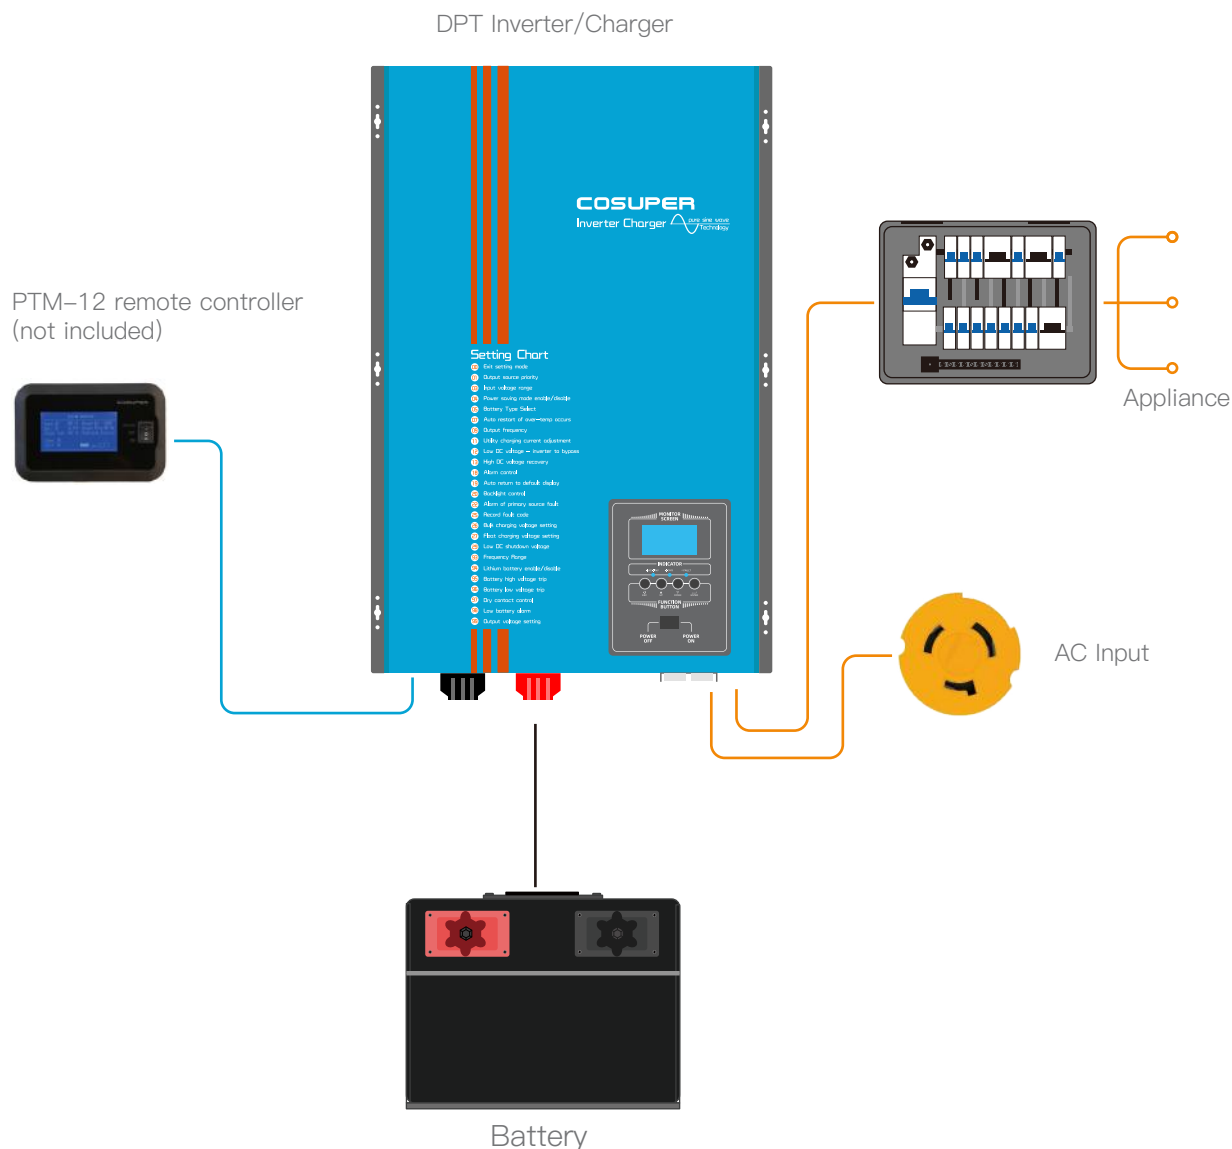 DPT Inverter/Charger
COSUPER
Inverter Charger pure sine wave
Technology
PTM-12 remote controller
(not included)
COSUPER
Setting Chart
Exit setting mode
Output source priority
Input voltage range
Power saving mode enable/disable
Battery Type Select
Auto restart of over-temp occurs
Output frequency
Utility charging current adjustment
Low DC voltage - inverter to bypass
High DC voltage recovery
Alarm control
Auto return to default display
Backlight control
Alarm of primary source fault
Record fault code
Bulk charging voltage setting
Float charging voltage setting
Low DC shutdown voltage
Frequency Range
Lithium battery enable/disable
Battery high voltage trip
Battery low voltage trip
Dry contact control
Low battery alarm
Output voltage setting
MONITOR
SCREEN
INDICATOR
FUNCTION
BUTTON
POWER
OFF
POWER
ON
Appliance
AC Input
Battery